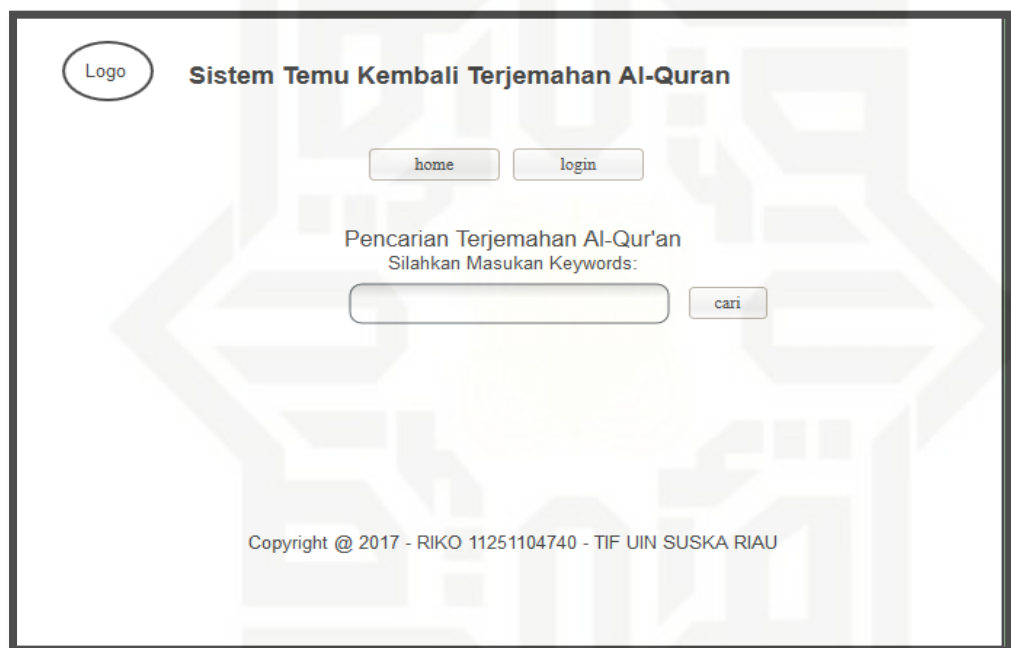 Logo
Sistem Temu Kembali Terjemahan Al-Quran
home login
Pencarian Terjemahan Al-Qur'an
Silahkan Masukan Keywords:
cari
Copyright @ 2017 - RIKO 11251104740 - TIF UIN SUSKA RIAU